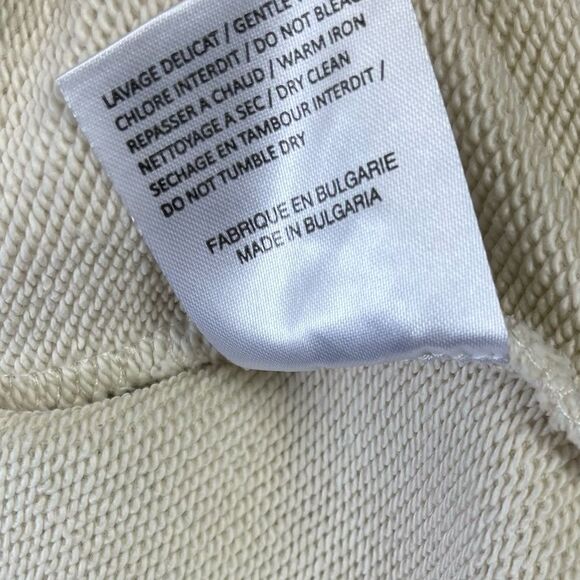 LAVAGE DELICAT / GENTLE
CHLORE INTERDIT / DO NOT BLEAC
REPASSER A CHAUD / WARM IRON
NETTOYAGE A SEC / DRY CLEAN
SECHAGE EN TAMBOUR INTERDIT /
DO NOT TUMBLE DRY
FABRIQUE EN BULGARIE
MADE IN BULGARIA